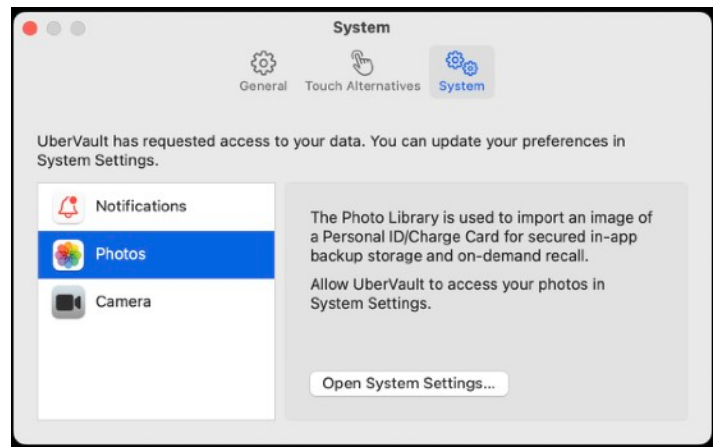 System
General
Touch Alternatives
System
UberVault has requested access to your data. You can update your preferences in
System Settings.
Notifications
Photos
Camera
The Photo Library is used to import an image of
a Personal ID/Charge Card for secured in-app
backup storage and on-demand recall.
Allow UberVault to access your photos in
System Settings.
Open System Settings...